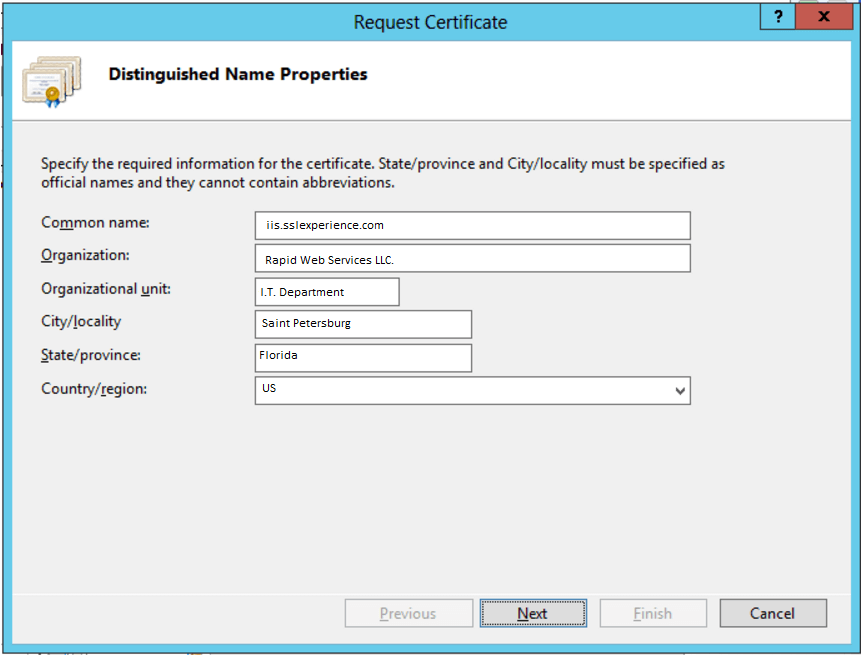 Request Certificate
?
x
Distinguished Name Properties
Specify the required information for the certificate. State/province and City/locality must be specified as
official names and they cannot contain abbreviations.
Common name: iis.sslexperience.com
Organization: Rapid Web Services LLC.
Organizational unit: I.T. Department
City/locality Saint Petersburg
State/province: Florida
Country/region: US
Previous Next Finish Cancel